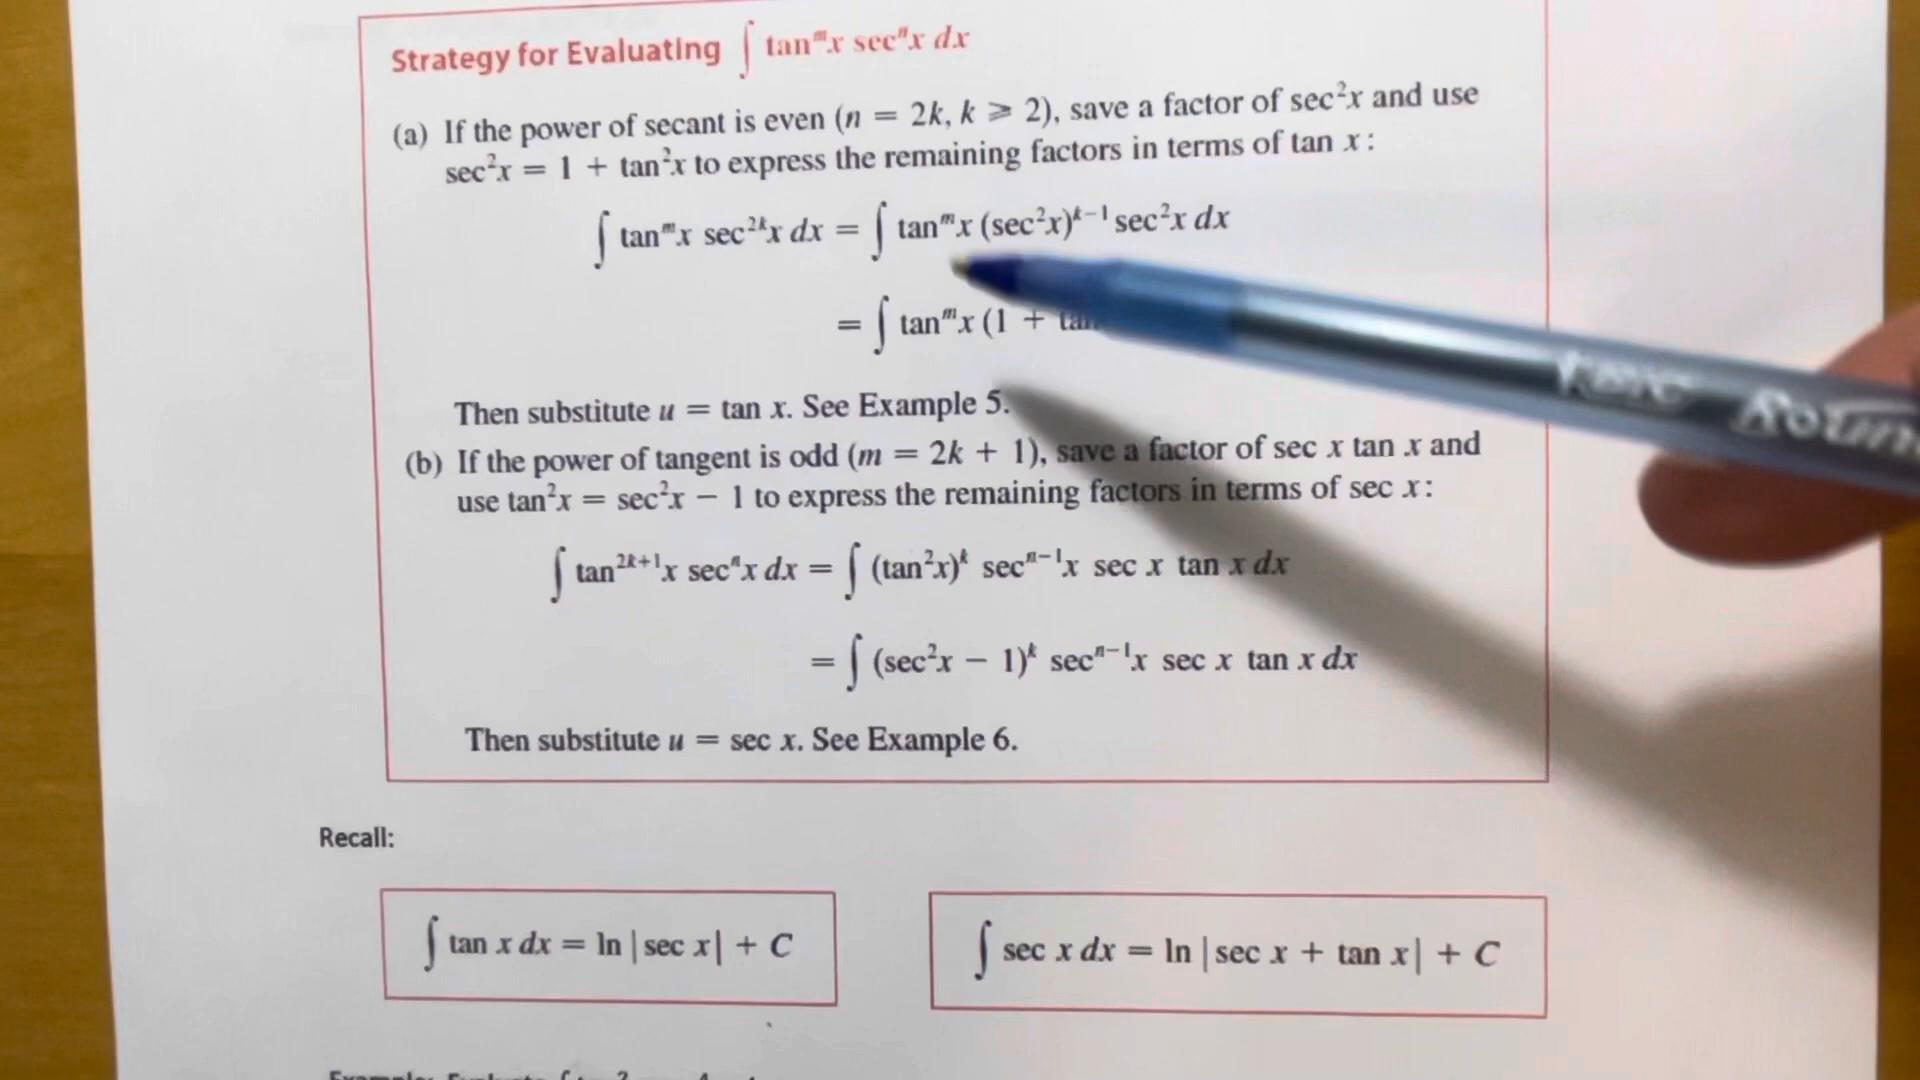 Strategy for Evaluating ∫ tanᵐx secⁿx dx
(a) If the power of secant is even (n = 2k, k ⩾ 2), save a factor of sec²x and use
sec²x = 1 + tan²x to express the remaining factors in terms of tan x:
∫ tanᵐx sec²ᵏx dx = ∫ tanᵐx (sec²x)ᵏ⁻¹ sec²x dx
= ∫ tanᵐx (1 +
Then substitute u = tan x. See Example 5.
(b) If the power of tangent is odd (m = 2k + 1), save a factor of sec x tan x and
use tan²x = sec²x − 1 to express the remaining factors in terms of sec x:
∫ tan²ᵏ⁺¹x secⁿx dx = ∫ (tan²x)ᵏ secⁿ⁻¹x sec x tan x dx
= ∫ (sec²x − 1)ᵏ secⁿ⁻¹x sec x tan x dx
Then substitute u = sec x. See Example 6.
Recall:
∫ tan x dx = ln |sec x| + C
∫ sec x dx = ln |sec x + tan x| + C